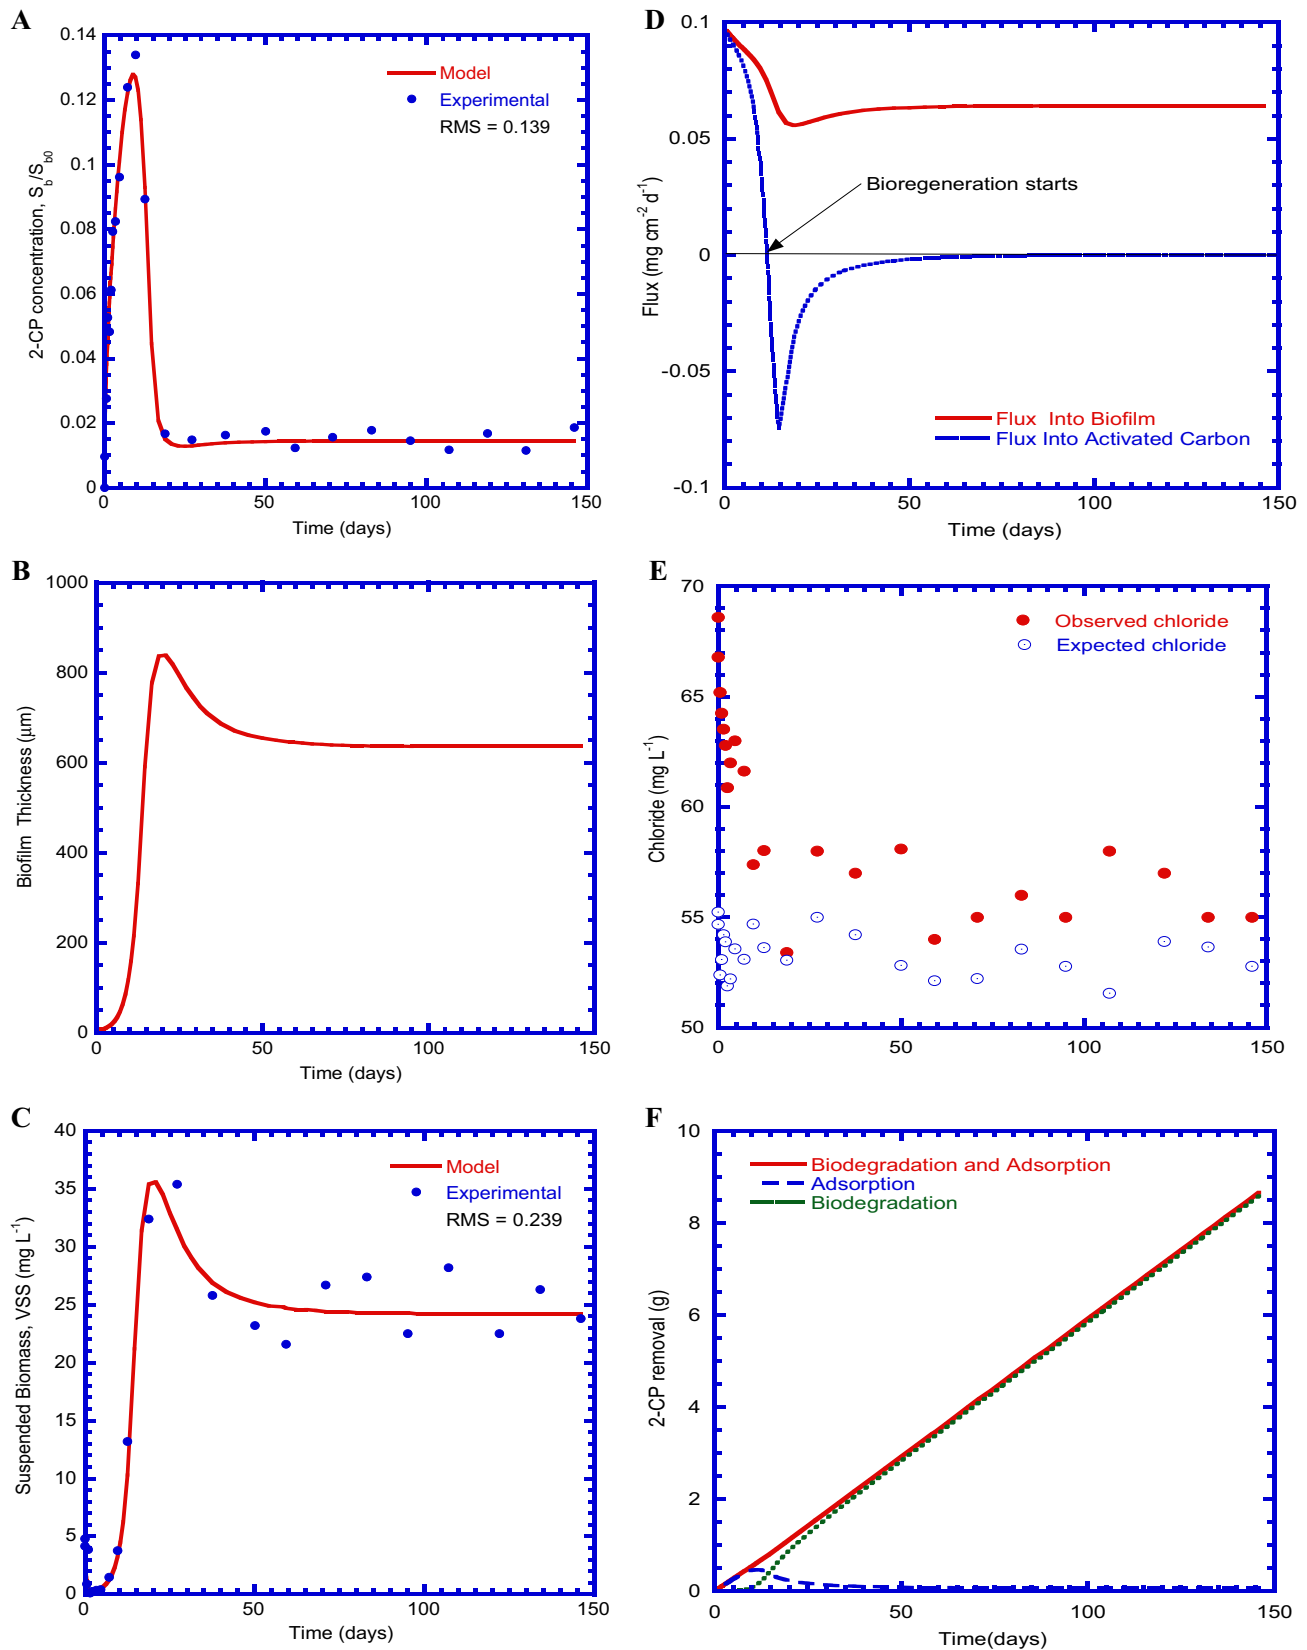 A
0.14
0.12
0.1
0.08
0.06
0.04
0.02
0
2-CP concentration, S_b/S_b0
Model
Experimental
RMS = 0.139
0 50 100 150
Time (days)
D
0.1
0.05
0
-0.05
-0.1
Flux (mg cm⁻² d⁻¹)
Bioregeneration starts
Flux Into Biofilm
Flux Into Activated Carbon
0 50 100 150
Time (days)
B
1000
800
600
400
200
0
Biofilm Thickness (μm)
0 50 100 150
Time (days)
E
70
65
60
55
50
Chloride (mg L⁻¹)
Observed chloride
Expected chloride
0 50 100 150
Time (days)
C
40
35
30
25
20
15
10
5
0
Suspended Biomass, VSS (mg L⁻¹)
Model
Experimental
RMS = 0.239
0 50 100 150
Time (days)
F
10
8
6
4
2
0
2-CP removal (g)
Biodegradation and Adsorption
Adsorption
Biodegradation
0 50 100 150
Time(days)